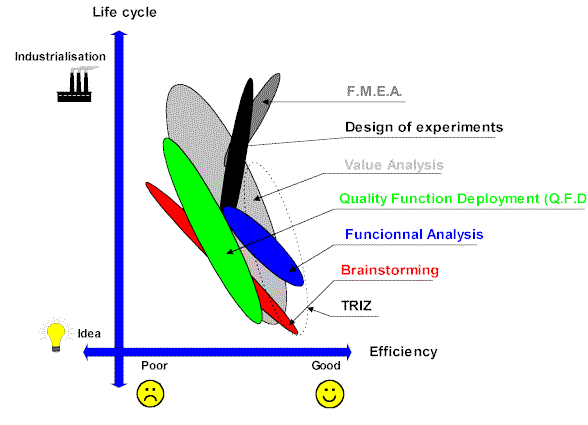 Life cycle
Industrialisation
F.M.E.A.
Design of experiments
Value Analysis
Quality Function Deployment (Q.F.D
Funcionnal Analysis
Brainstorming
TRIZ
Idea
Efficiency
Poor
Good